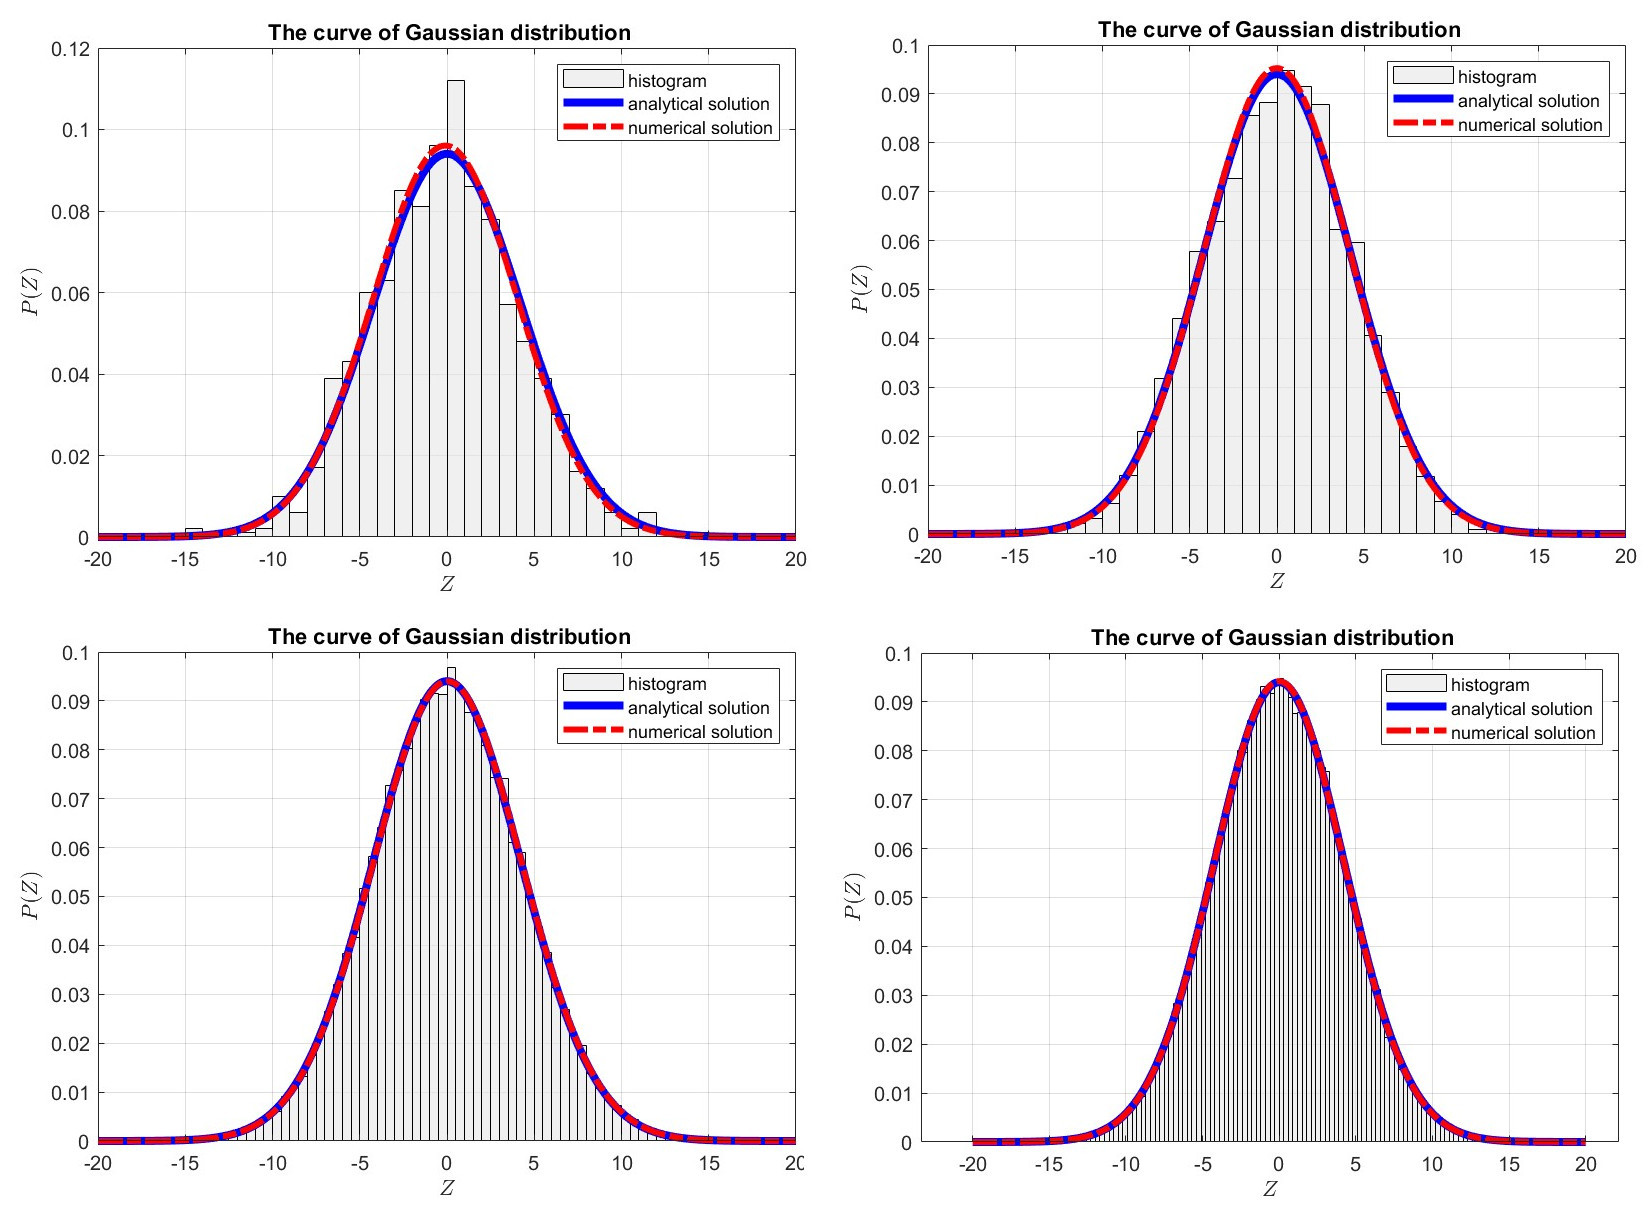 The curve of Gaussian distribution
0.12
0.1
0.08
0.06
0.04
0.02
0
P(Z)
histogram
analytical solution
numerical solution
-20 -15 -10 -5 0 5 10 15 20
Z
The curve of Gaussian distribution
0.1
0.09
0.08
0.07
0.06
0.05
0.04
0.03
0.02
0.01
0
P(Z)
histogram
analytical solution
numerical solution
-20 -15 -10 -5 0 5 10 15 20
Z
The curve of Gaussian distribution
0.1
0.09
0.08
0.07
0.06
0.05
0.04
0.03
0.02
0.01
0
P(Z)
histogram
analytical solution
numerical solution
-20 -15 -10 -5 0 5 10 15 20
Z
The curve of Gaussian distribution
0.1
0.09
0.08
0.07
0.06
0.05
0.04
0.03
0.02
0.01
0
P(Z)
histogram
analytical solution
numerical solution
-20 -15 -10 -5 0 5 10 15 20
Z